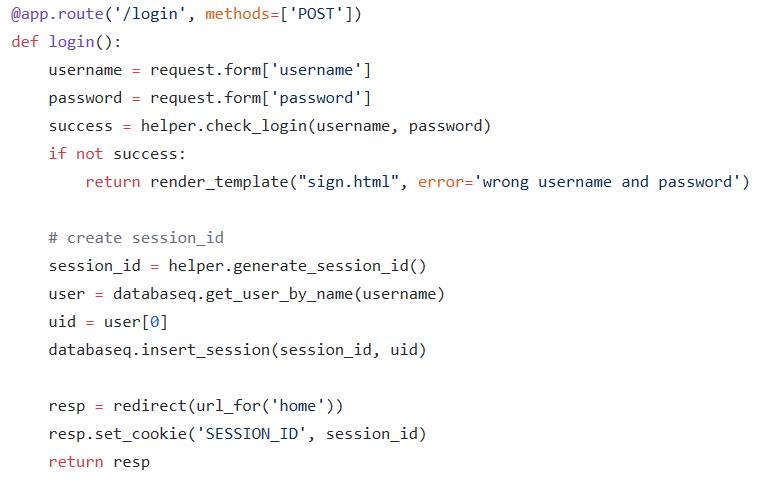 @app.route('/login', methods=['POST'])
def login():
    username = request.form['username']
    password = request.form['password']
    success = helper.check_login(username, password)
    if not success:
        return render_template("sign.html", error='wrong username and password')

    # create session_id
    session_id = helper.generate_session_id()
    user = databaseq.get_user_by_name(username)
    uid = user[0]
    databaseq.insert_session(session_id, uid)

    resp = redirect(url_for('home'))
    resp.set_cookie('SESSION_ID', session_id)
    return resp